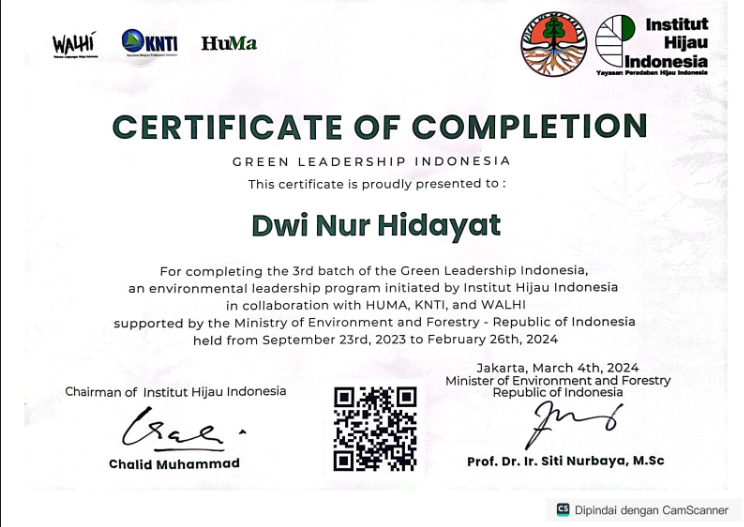 WALHI
KNTI
HuMa
Institut
Hijau
Indonesia
Yayasan Peradaban Hijau Indonesia
CERTIFICATE OF COMPLETION
GREEN LEADERSHIP INDONESIA
This certificate is proudly presented to :
Dwi Nur Hidayat
For completing the 3rd batch of the Green Leadership Indonesia,
an environmental leadership program initiated by Institut Hijau Indonesia
in collaboration with HUMA, KNTI, and WALHI
supported by the Ministry of Environment and Forestry - Republic of Indonesia
held from September 23rd, 2023 to February 26th, 2024
Jakarta, March 4th, 2024
Minister of Environment and Forestry
Republic of Indonesia
Chairman of Institut Hijau Indonesia
Chalid Muhammad
Prof. Dr. Ir. Siti Nurbaya, M.Sc
CS Dipindai dengan CamScanner